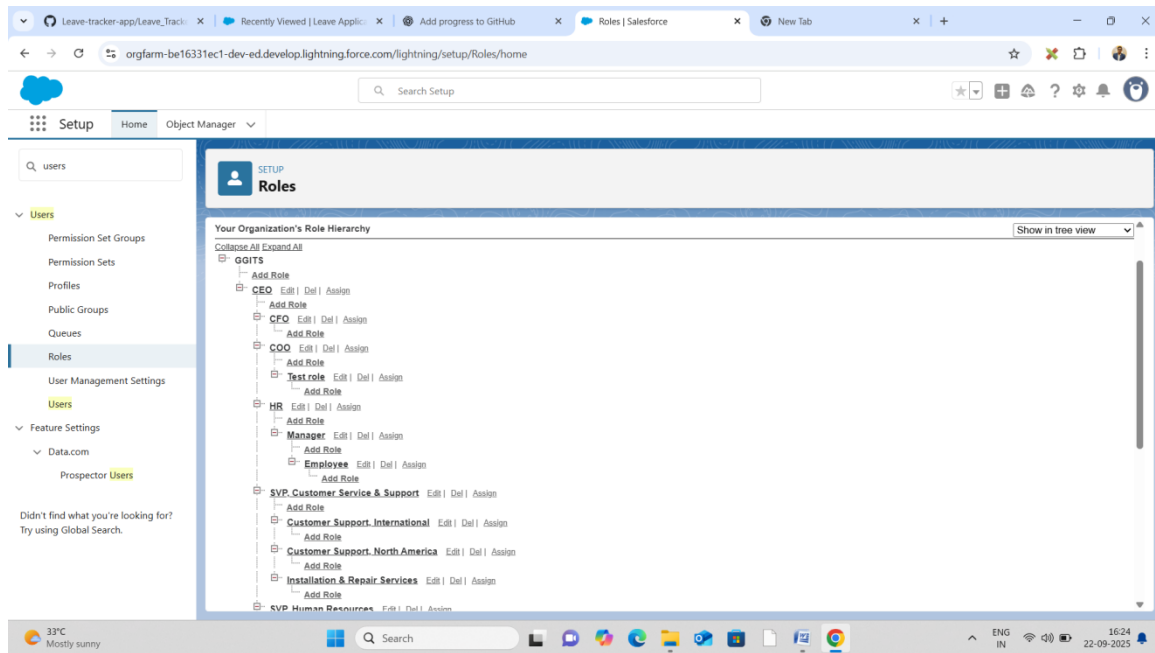 Leave-tracker-app/Leave_Tracke
Recently Viewed | Leave Applic
Add progress to GitHub
Roles | Salesforce
New Tab
orgfarm-be16331ec1-dev-ed.develop.lightning.force.com/lightning/setup/Roles/home
Search Setup
Setup Home Object Manager
users
SETUP
Roles
Users
Permission Set Groups
Permission Sets
Profiles
Public Groups
Queues
Roles
User Management Settings
Users
Feature Settings
Data.com
Prospector Users
Didn't find what you're looking for?
Try using Global Search.
Your Organization's Role Hierarchy
Show in tree view
Collapse All Expand All
GGITS
Add Role
CEO Edit | Del | Assign
Add Role
CFO Edit | Del | Assign
Add Role
COO Edit | Del | Assign
Add Role
Test role Edit | Del | Assign
Add Role
HR Edit | Del | Assign
Add Role
Manager Edit | Del | Assign
Add Role
Employee Edit | Del | Assign
Add Role
SVP, Customer Service & Support Edit | Del | Assign
Add Role
Customer Support, International Edit | Del | Assign
Add Role
Customer Support, North America Edit | Del | Assign
Add Role
Installation & Repair Services Edit | Del | Assign
Add Role
SVP, Human Resources Edit | Del | Assign
33°C
Mostly sunny
Search
ENG
IN
16:24
22-09-2025